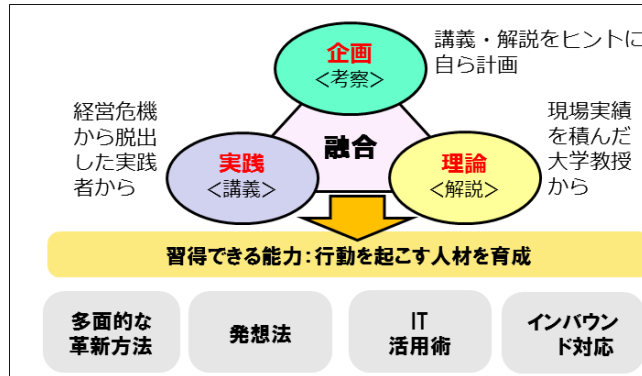 企画
<考察>
講義・解説をヒントに
自ら計画
経営危機
から脱出
した実践
者から
融合
現場実績
を積んだ
大学教授
から
実践
<講義>
理論
<解説>
習得できる能力：行動を起こす人材を育成
多面的な
革新方法
発想法
IT
活用術
インバウン
ド対応